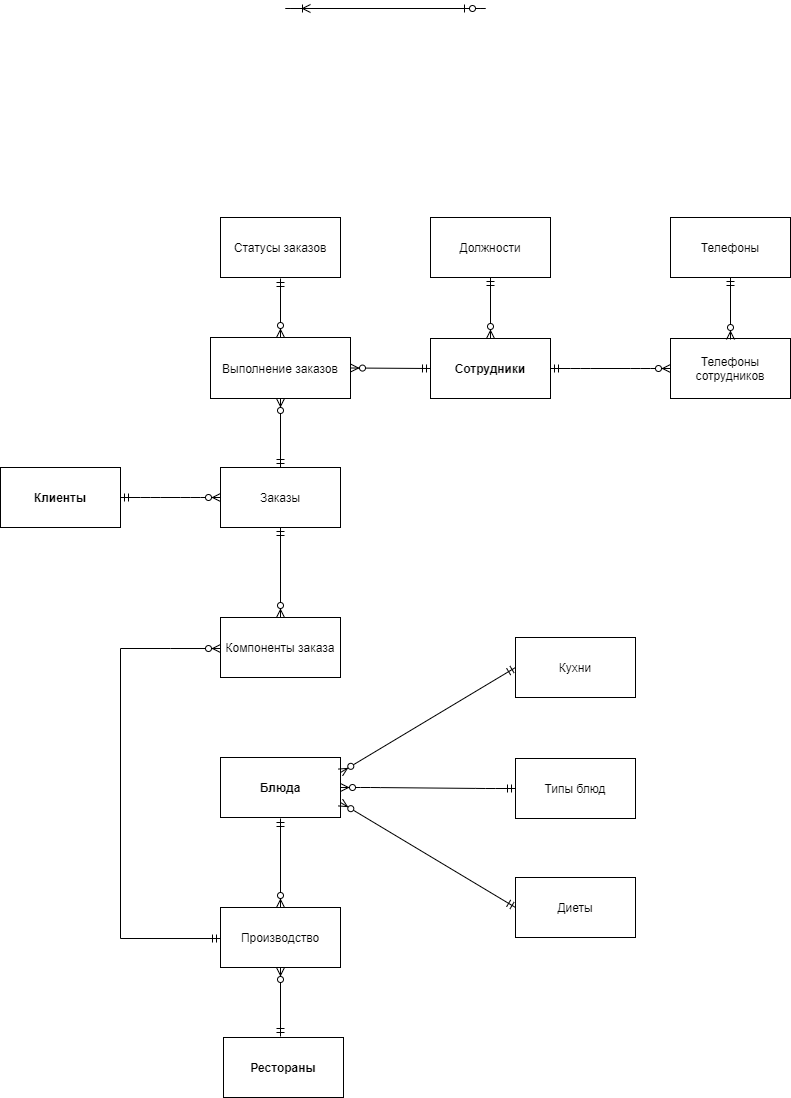 Статусы заказов
Должности
Телефоны
Выполнение заказов
Сотрудники
Телефоны
сотрудников
Клиенты
Заказы
Компоненты заказа
Кухни
Блюда
Типы блюд
Диеты
Производство
Рестораны